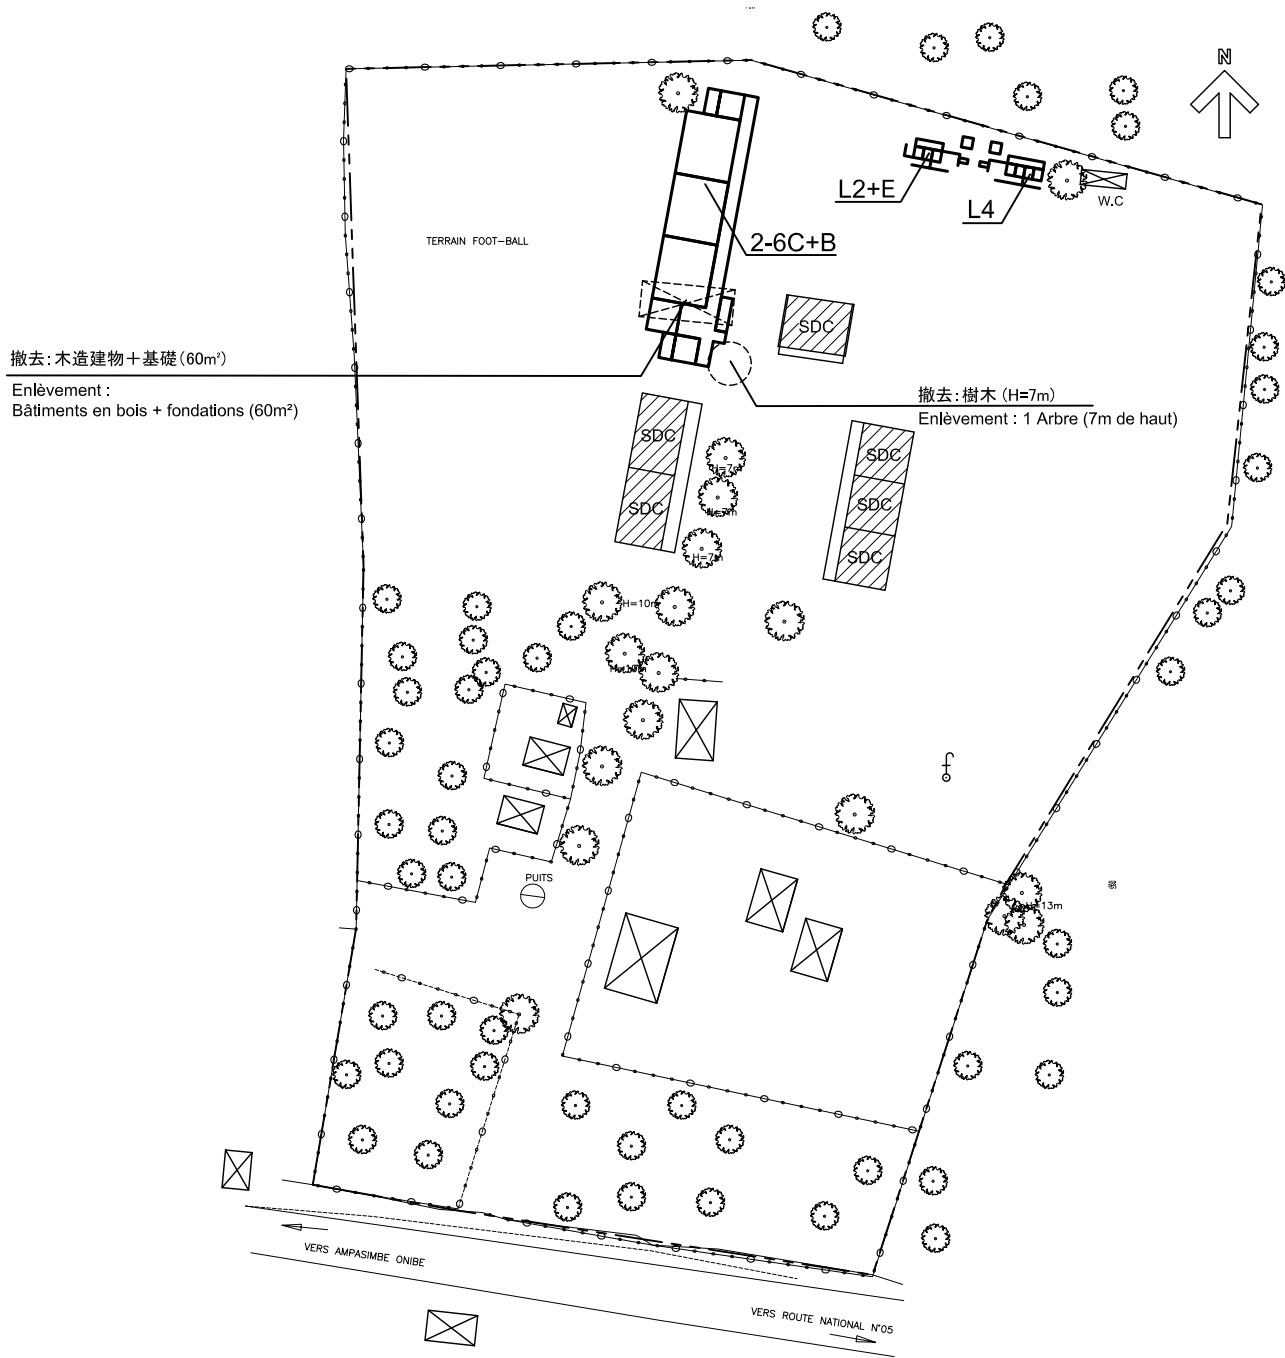 N
L2+E
L4
W.C
TERRAIN FOOT-BALL
2-6C+B
SDC
撤去:木造建物＋基礎(60m²)
Enlèvement :
Bâtiments en bois + fondations (60m²)
撤去:樹木 (H=7m)
Enlèvement : 1 Arbre (7m de haut)
SDC
SDC
SDC
SDC
SDC
H=7m
H=7m
H=7m
H=10m
PUITS
H=13m
VERS AMPASIMBE ONIBE
VERS ROUTE NATIONAL N°05